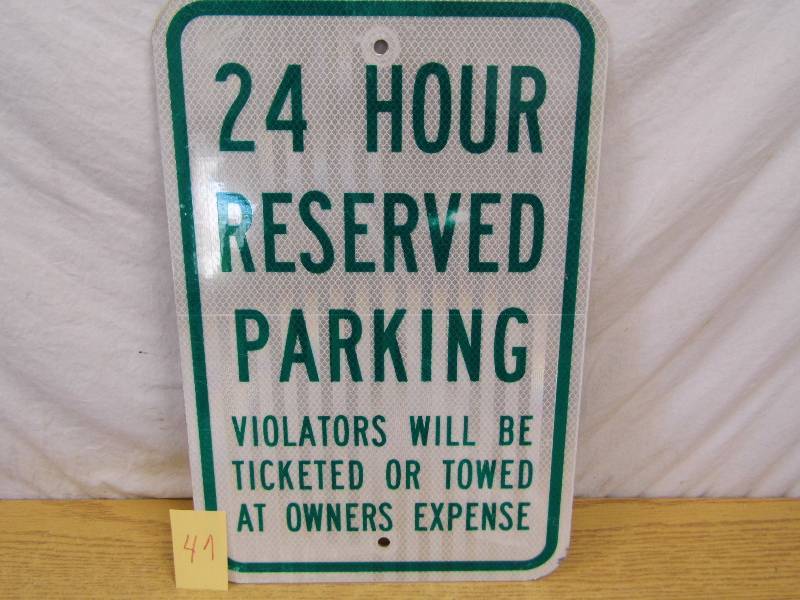 24 HOUR
RESERVED
PARKING
VIOLATORS WILL BE
TICKETED OR TOWED
AT OWNERS EXPENSE
41